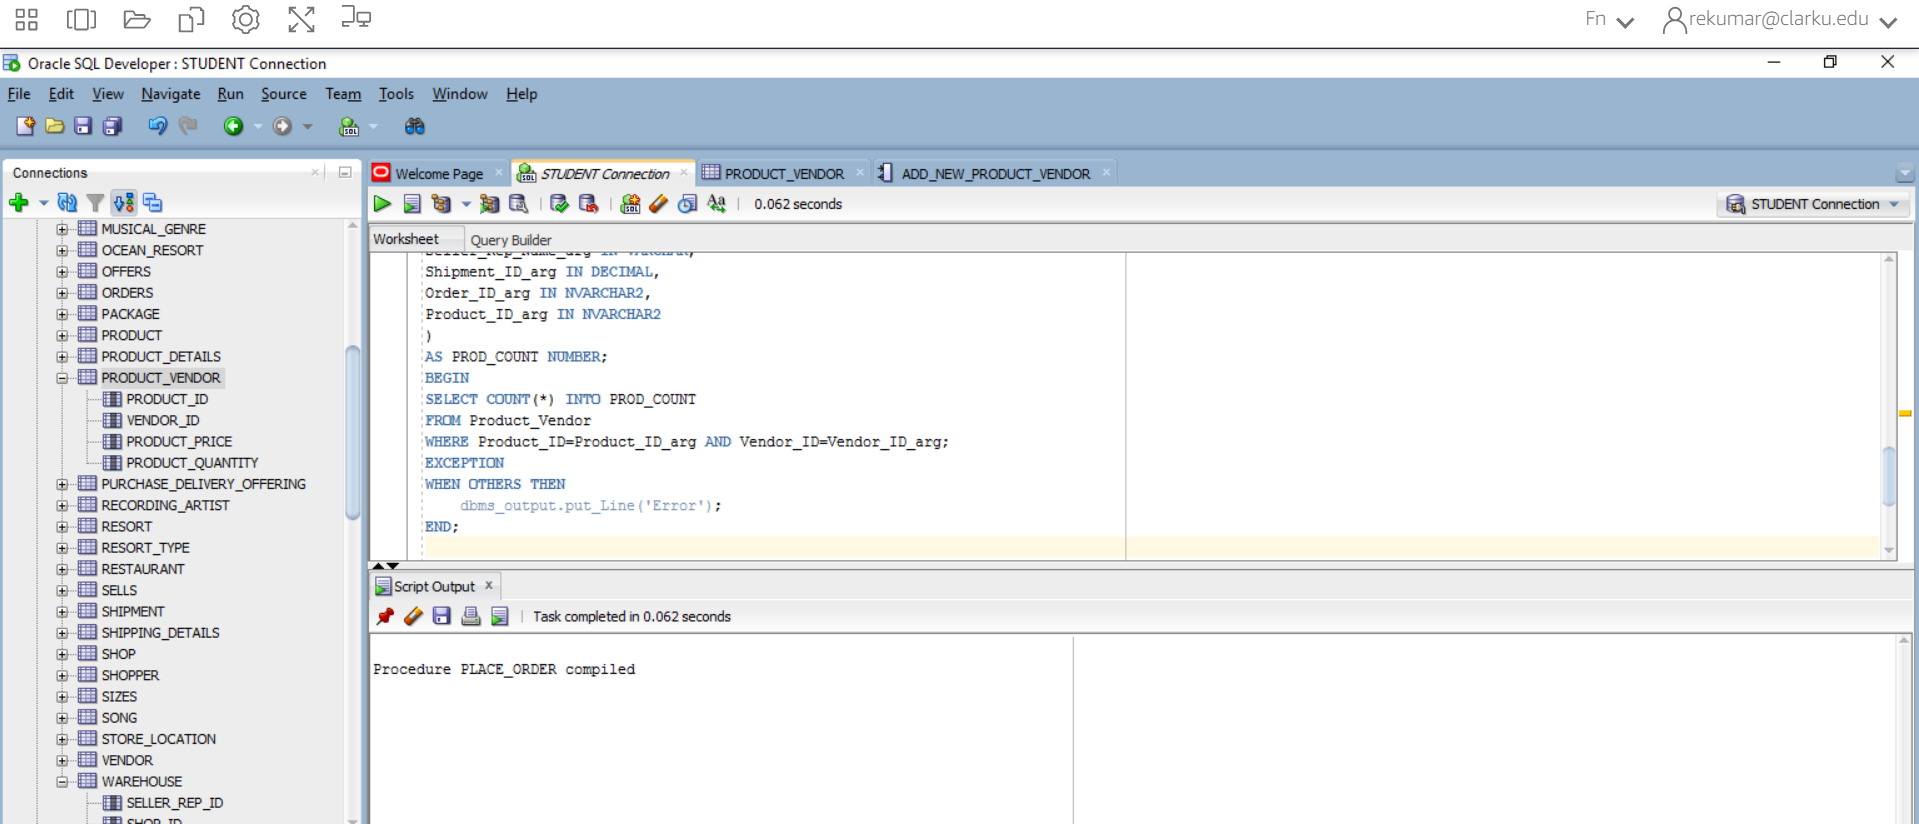 Fn
rekumar@clarku.edu
Oracle SQL Developer : STUDENT Connection
File Edit View Navigate Run Source Team Tools Window Help
Connections
Welcome Page
STUDENT Connection
PRODUCT_VENDOR
ADD_NEW_PRODUCT_VENDOR
0.062 seconds
STUDENT Connection
Worksheet
Query Builder
MUSICAL_GENRE
OCEAN_RESORT
OFFERS
ORDERS
PACKAGE
PRODUCT
PRODUCT_DETAILS
PRODUCT_VENDOR
PRODUCT_ID
VENDOR_ID
PRODUCT_PRICE
PRODUCT_QUANTITY
PURCHASE_DELIVERY_OFFERING
RECORDING_ARTIST
RESORT
RESORT_TYPE
RESTAURANT
SELLS
SHIPMENT
SHIPPING_DETAILS
SHOP
SHOPPER
SIZES
SONG
STORE_LOCATION
VENDOR
WAREHOUSE
SELLER_REP_ID
SHOP_ID
Seller_Rep_Name_arg IN VARCHAR,
Shipment_ID_arg IN DECIMAL,
Order_ID_arg IN NVARCHAR2,
Product_ID_arg IN NVARCHAR2
)
AS PROD_COUNT NUMBER;
BEGIN
SELECT COUNT(*) INTO PROD_COUNT
FROM Product_Vendor
WHERE Product_ID=Product_ID_arg AND Vendor_ID=Vendor_ID_arg;
EXCEPTION
WHEN OTHERS THEN
dbms_output.put_Line('Error');
END;
Script Output
Task completed in 0.062 seconds
Procedure PLACE_ORDER compiled